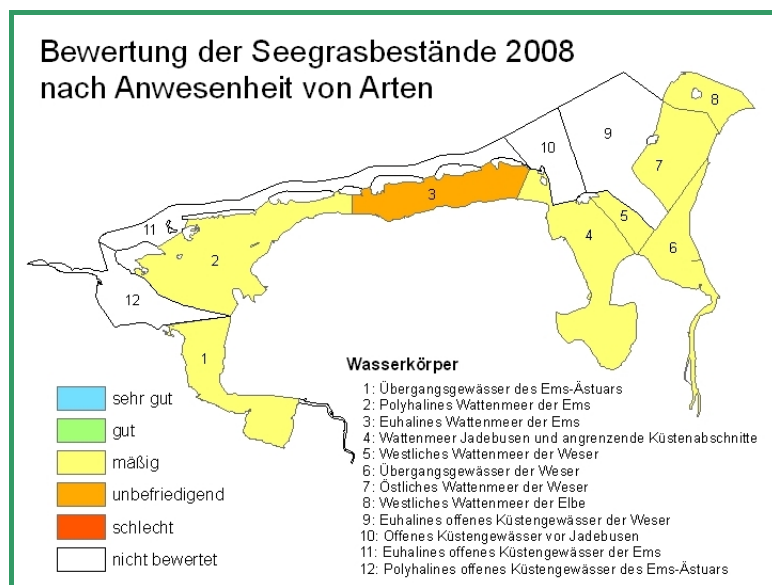 Bewertung der Seegrasbestände 2008
nach Anwesenheit von Arten
8
9
10
7
3
5
4
11
2
6
12
1
sehr gut
gut
mäßig
unbefriedigend
schlecht
nicht bewertet
Wasserkörper
1: Übergangsgewässer des Ems-Ästuars
2: Polyhalines Wattenmeer der Ems
3: Euhalines Wattenmeer der Ems
4: Wattenmeer Jadebusen und angrenzende Küstenabschnitte
5: Westliches Wattenmeer der Weser
6: Übergangsgewässer der Weser
7: Östliches Wattenmeer der Weser
8: Westliches Wattenmeer der Elbe
9: Euhalines offenes Küstengewässer der Weser
10: Offenes Küstengewässer vor Jadebusen
11: Euhalines offenes Küstengewässer der Ems
12: Polyhalines offenes Küstengewässer des Ems-Ästuars